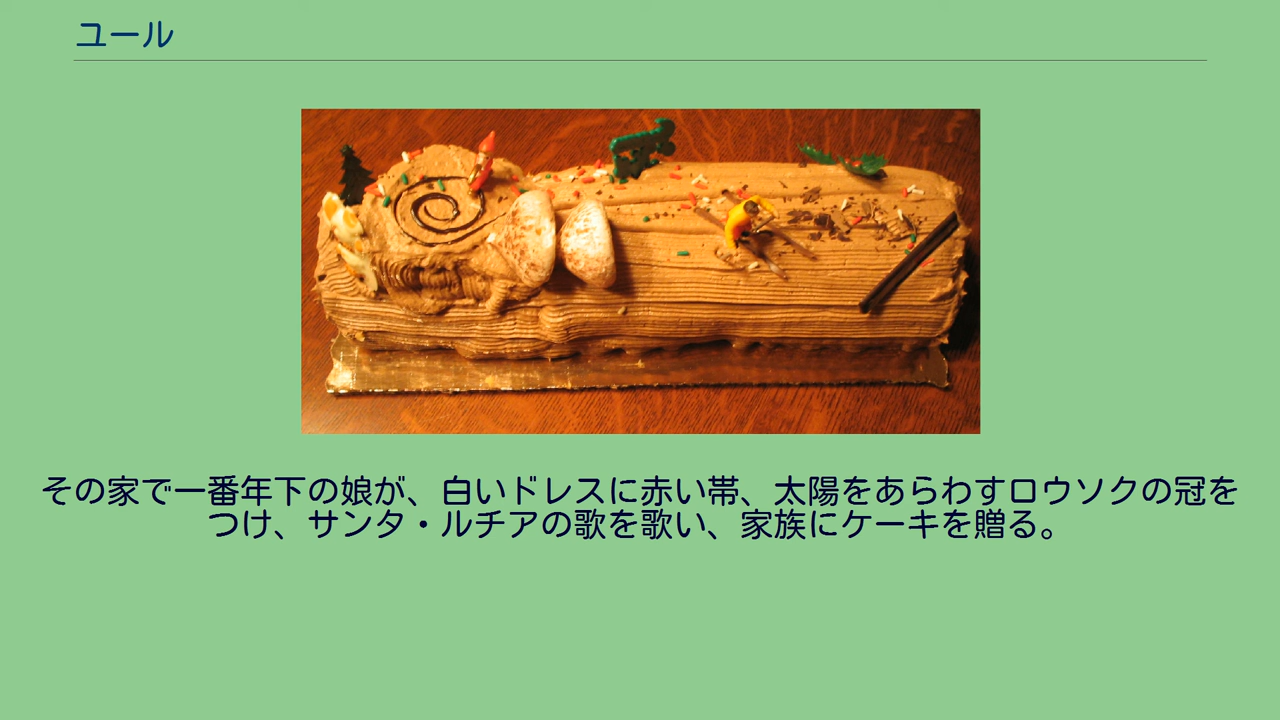 ユール
その家で一番年下の娘が、白いドレスに赤い帯、太陽をあらわすロウソクの冠を
つけ、サンタ・ルチアの歌を歌い、家族にケーキを贈る。